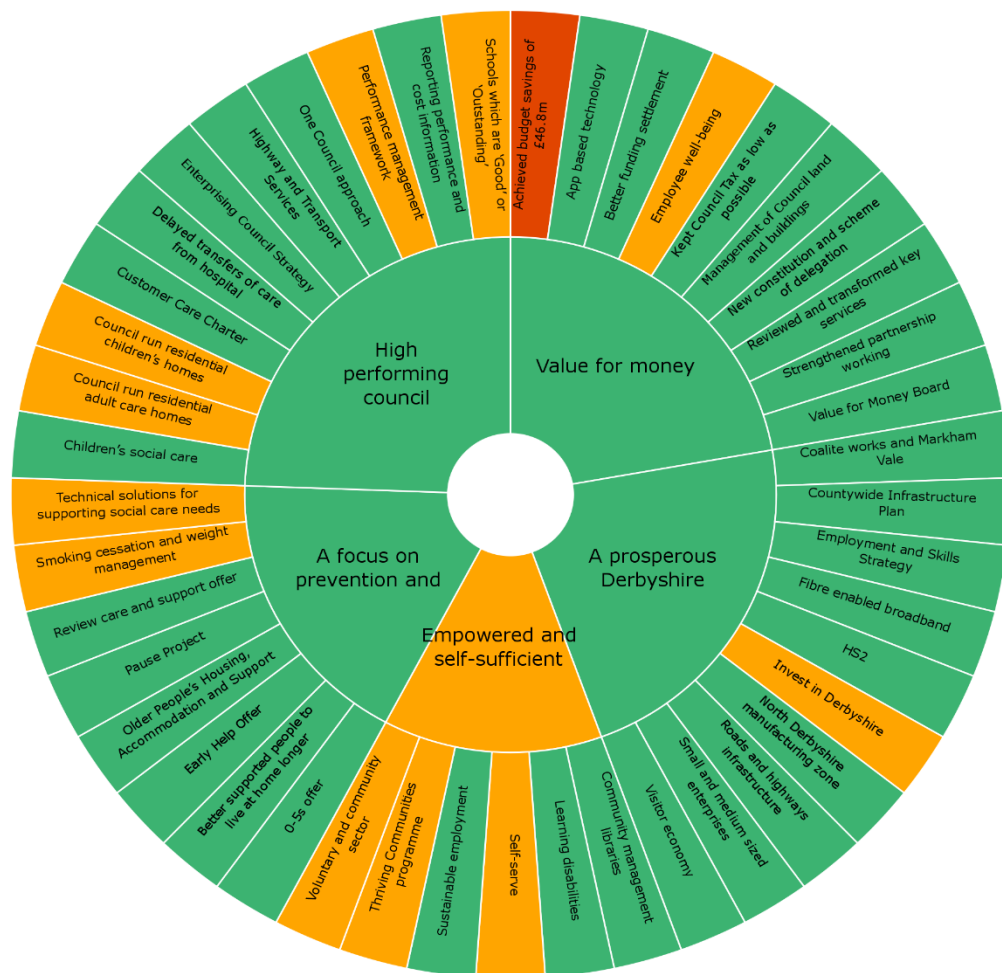 Achieved budget savings of
£46.8m
App based technology
Better funding settlement
Employee well-being
Kept Council Tax as low as
possible
Management of Council land
and buildings
New constitution and scheme
of delegation
Reviewed and transformed key
services
Strengthened partnership
working
Value for Money Board
Coalite works and Markham
Vale
Countywide Infrastructure
Plan
Employment and Skills
Strategy
Fibre enabled broadband
HS2
Invest in Derbyshire
North Derbyshire
manufacturing zone
Roads and highways
infrastructure
Small and medium sized
enterprises
Visitor economy
Community management
libraries
Learning disabilities
Self-serve
Sustainable employment
Thriving Communities
programme
Voluntary and community
sector
0-5s offer
Better supported people to
live at home longer
Early Help Offer
Older People's Housing,
Accommodation and Support
Pause Project
Review care and support offer
Smoking cessation and weight
management
Technical solutions for
supporting social care needs
Children's social care
Council run residential
adult care homes
Council run residential
children's homes
Customer Care Charter
Delayed transfers of care
from hospital
Enterprising Council Strategy
Highway and Transport
Services
One Council approach
Performance management
framework
Reporting performance and
cost information
Schools which are 'Good' or
'Outstanding'
High
performing
council
Value for money
A prosperous
Derbyshire
Empowered and
self-sufficient
A focus on
prevention and